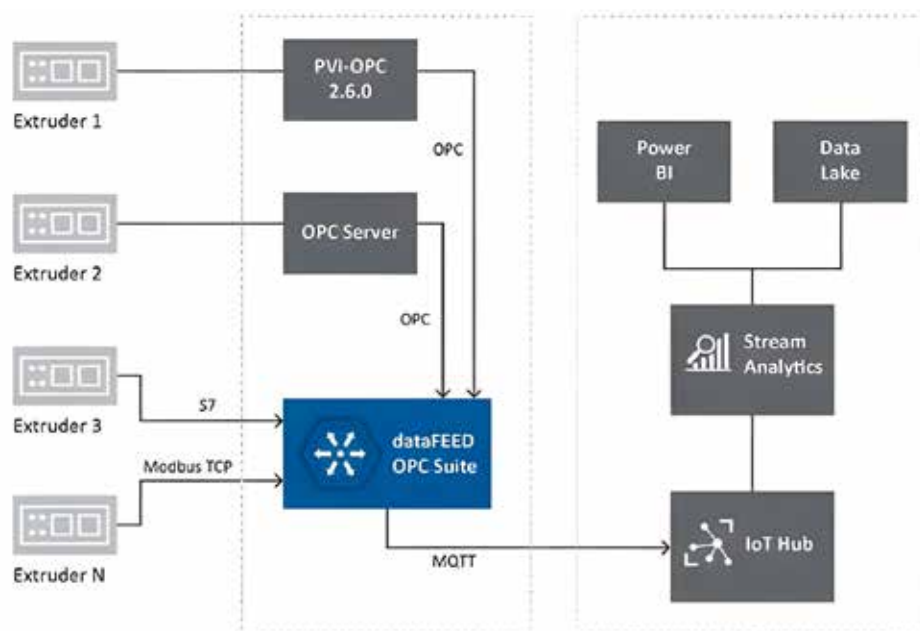 Extruder 1
PVI-OPC
2.6.0
OPC
Power
BI
Data
Lake
Extruder 2
OPC Server
OPC
Stream
Analytics
Extruder 3
S7
dataFEED
OPC Suite
Modbus TCP
Extruder N
MQTT
IoT Hub